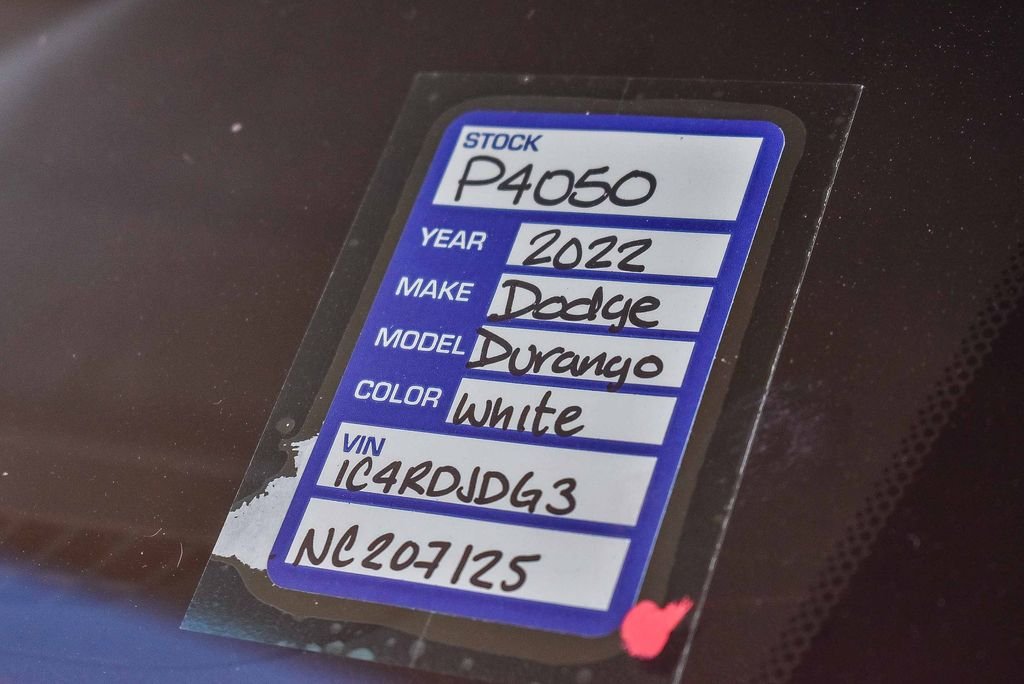 STOCK
P4050
YEAR 2022
MAKE Dodge
MODEL Durango
COLOR White
VIN
1C4RDJDG3
NC207125